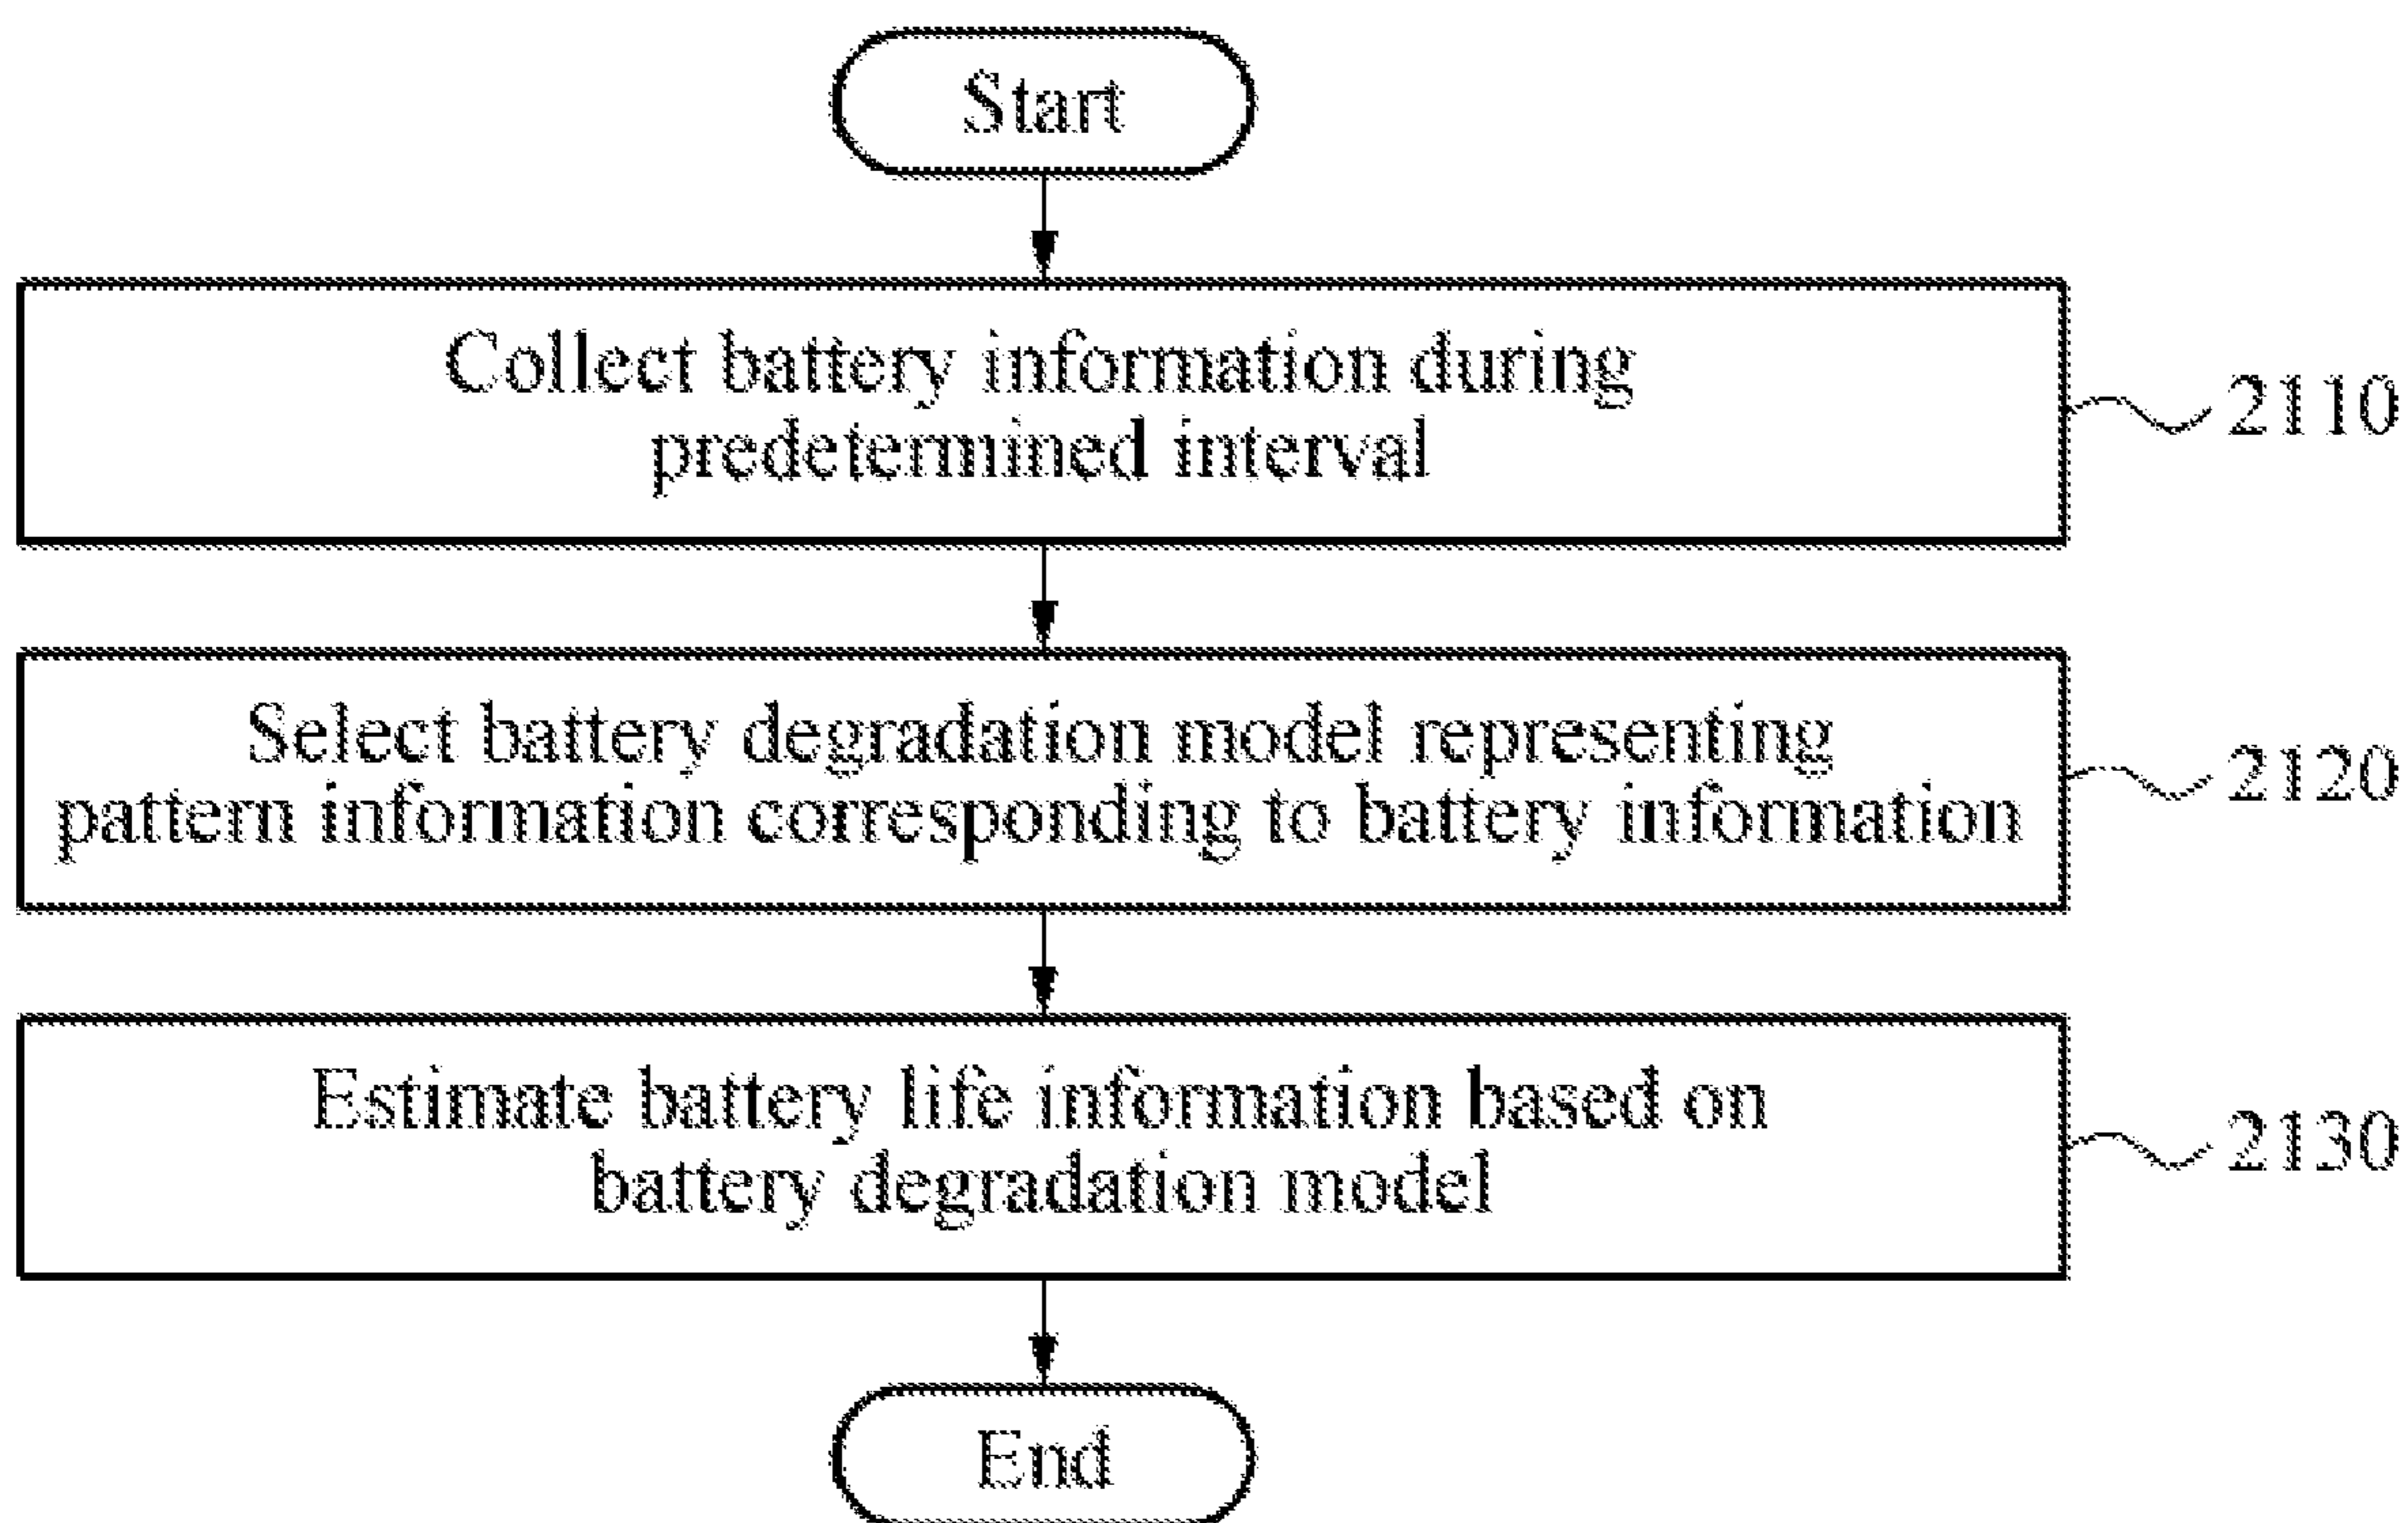 Start
Collect battery information during
predetermined interval
2110
Select battery degradation model representing
pattern information corresponding to battery information
2120
Estimate battery life information based on
battery degradation model
2130
End